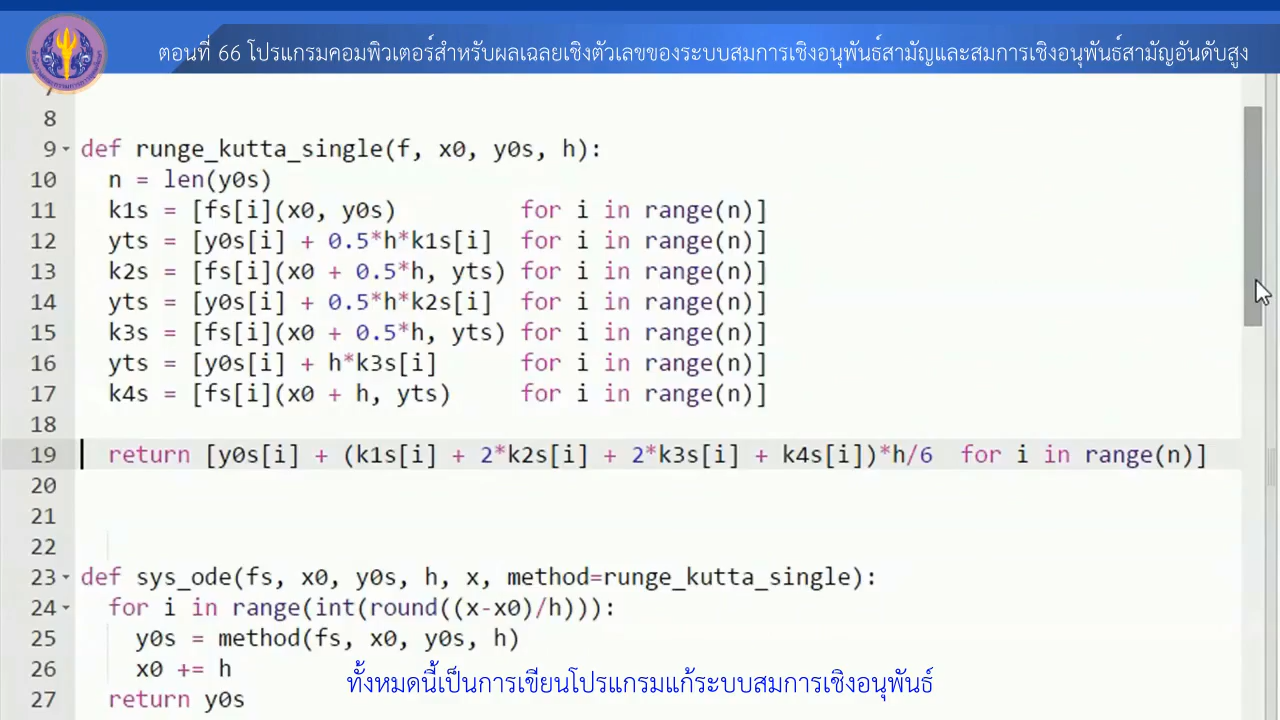 ตอนที่ 66 โปรแกรมคอมพิวเตอร์สำหรับผลเฉลยเชิงตัวเลขของระบบสมการเชิงอนุพันธ์สามัญและสมการเชิงอนุพันธ์สามัญอันดับสูง
7
8
9 def runge_kutta_single(f, x0, y0s, h):
10 n = len(y0s)
11 k1s = [fs[i](x0, y0s) for i in range(n)]
12 yts = [y0s[i] + 0.5*h*k1s[i] for i in range(n)]
13 k2s = [fs[i](x0 + 0.5*h, yts) for i in range(n)]
14 yts = [y0s[i] + 0.5*h*k2s[i] for i in range(n)]
15 k3s = [fs[i](x0 + 0.5*h, yts) for i in range(n)]
16 yts = [y0s[i] + h*k3s[i] for i in range(n)]
17 k4s = [fs[i](x0 + h, yts) for i in range(n)]
18
19 return [y0s[i] + (k1s[i] + 2*k2s[i] + 2*k3s[i] + k4s[i])*h/6 for i in range(n)]
20
21
22
23 def sys_ode(fs, x0, y0s, h, x, method=runge_kutta_single):
24 for i in range(int(round((x-x0)/h))):
25 y0s = method(fs, x0, y0s, h)
26 x0 += h
ทั้งหมดนี้เป็นการเขียนโปรแกรมแก้ระบบสมการเชิงอนุพันธ์
27 return y0s